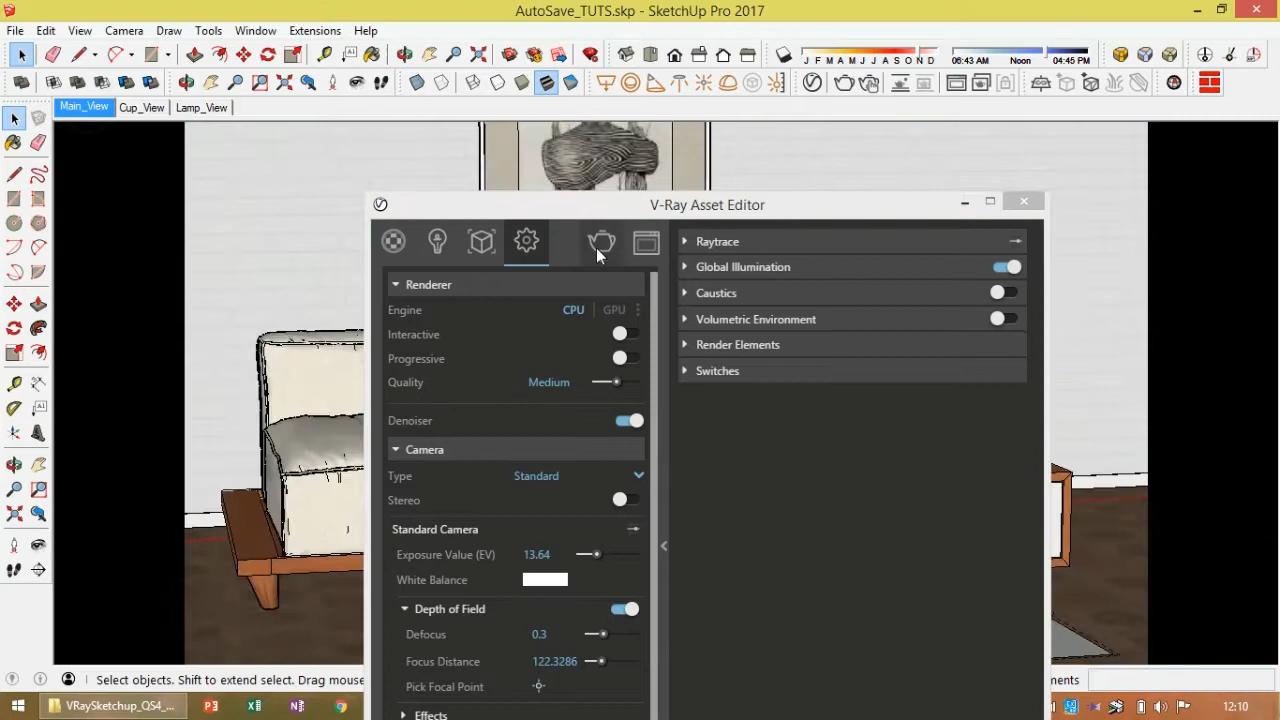 AutoSave_TUTS.skp - SketchUp Pro 2017
File Edit View Camera Draw Tools Window Extensions Help
J F M A M J J A S O N D 06:43 AM Noon 04:45 PM
Main_View Cup_View Lamp_View
V-Ray Asset Editor
Renderer
Engine CPU GPU
Interactive
Progressive
Quality Medium
Denoiser
Camera
Type Standard
Stereo
Standard Camera
Exposure Value (EV) 13.64
White Balance
Depth of Field
Defocus 0.3
Focus Distance 122.3286
Pick Focal Point
Effects
Raytrace
Global Illumination
Caustics
Volumetric Environment
Render Elements
Switches
Select objects. Shift to extend select. Drag mouse
VRaySketchup_QS4_...
12:10